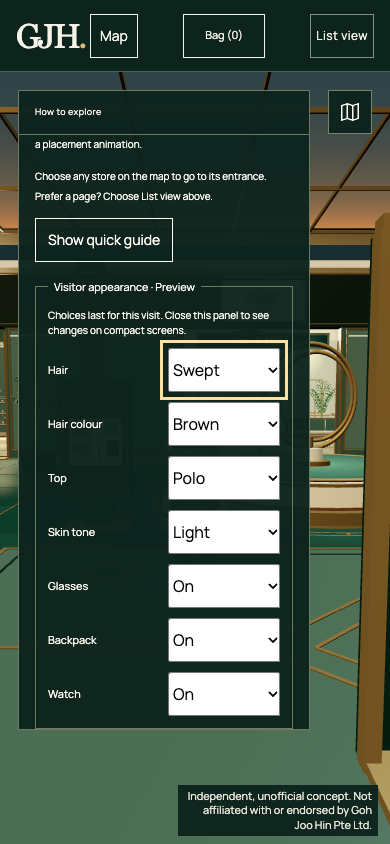 GJH.
Map
Bag (0)
List view
How to explore
a placement animation.
Choose any store on the map to go to its entrance.
Prefer a page? Choose List view above.
Show quick guide
Visitor appearance · Preview
Choices last for this visit. Close this panel to see
changes on compact screens.
Hair
Swept
Hair colour
Brown
Top
Polo
Skin tone
Light
Glasses
On
Backpack
On
Watch
On
Independent, unofficial concept. Not
affiliated with or endorsed by Goh
Joo Hin Pte Ltd.